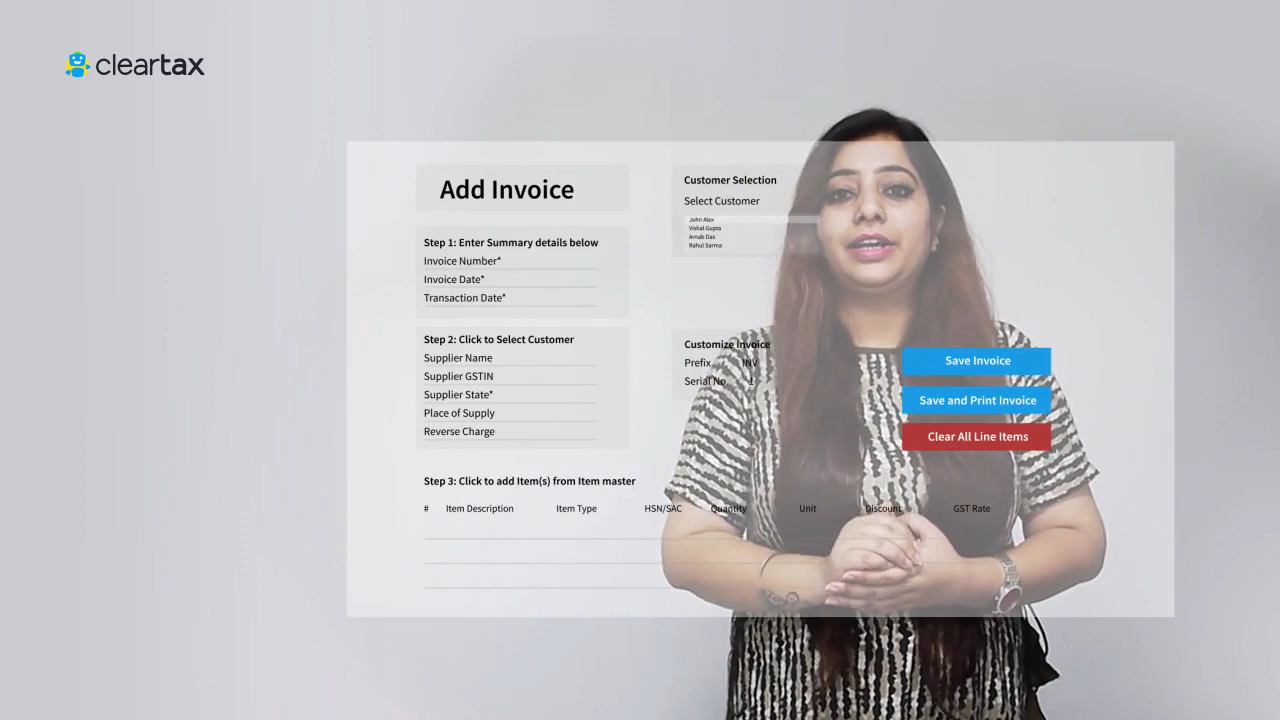 cleartax
Add Invoice
Step 1: Enter Summary details below
Invoice Number*
Invoice Date*
Transaction Date*
Step 2: Click to Select Customer
Supplier Name
Supplier GSTIN
Supplier State*
Place of Supply
Reverse Charge
Customer Selection
Select Customer
John Alex
Vishal Gupta
Arnab Das
Rahul Sarma
Customize Invoice
Prefix INV
Serial No 1
Save Invoice
Save and Print Invoice
Clear All Line Items
Step 3: Click to add Item(s) from Item master
# Item Description Item Type HSN/SAC Quantity Unit Discount GST Rate